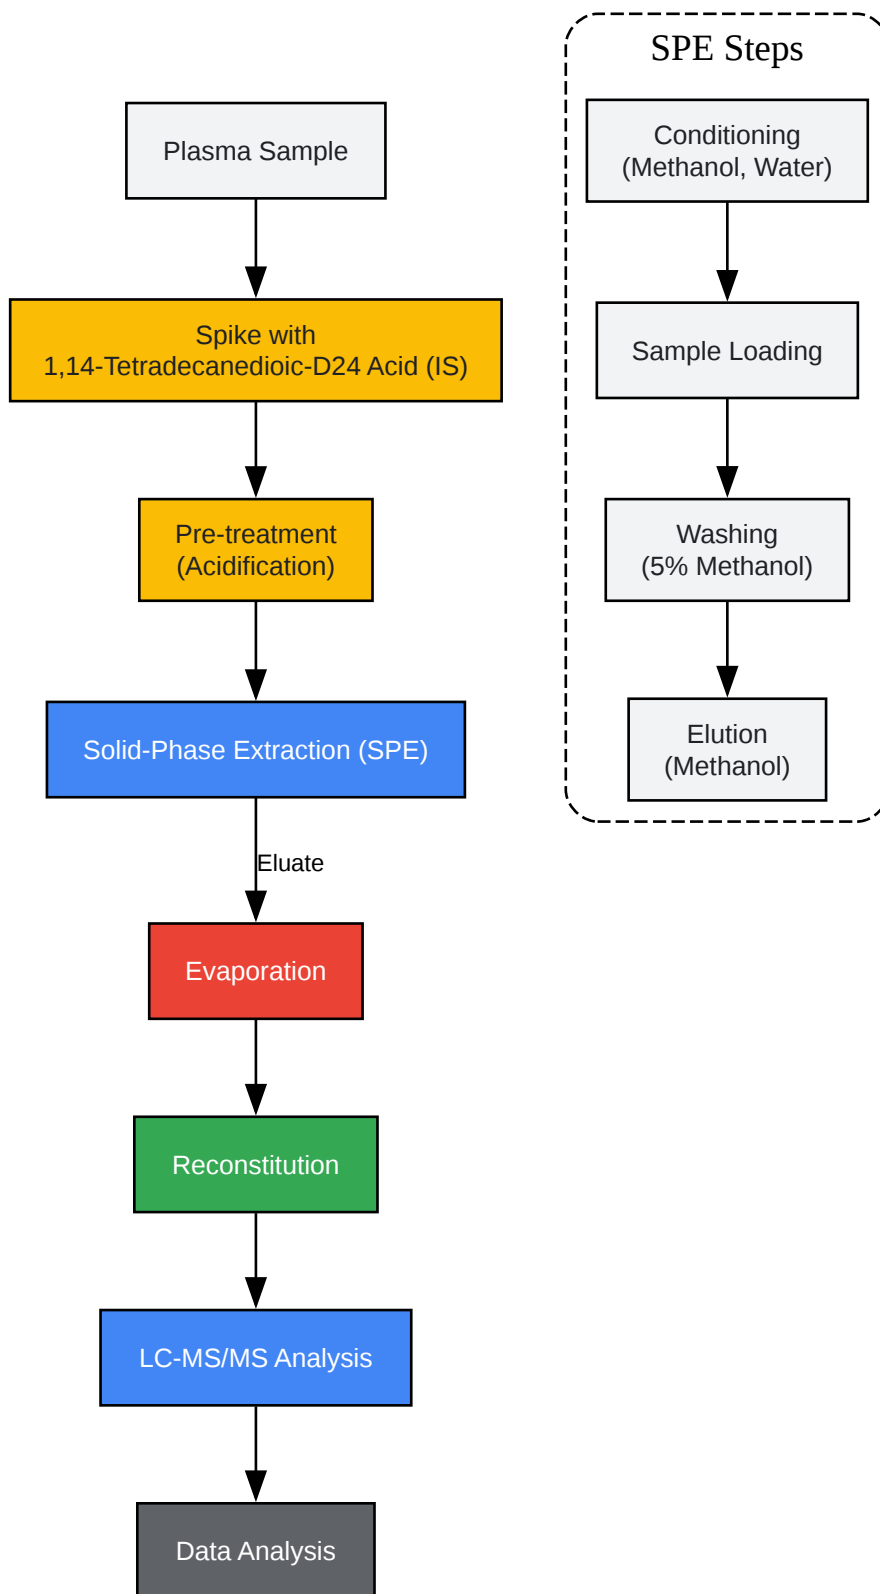 Plasma Sample
Spike with
1,14-Tetradecanedioic-D24 Acid (IS)
Pre-treatment
(Acidification)
Solid-Phase Extraction (SPE)
Eluate
Evaporation
Reconstitution
LC-MS/MS Analysis
Data Analysis
SPE Steps
Conditioning
(Methanol, Water)
Sample Loading
Washing
(5% Methanol)
Elution
(Methanol)